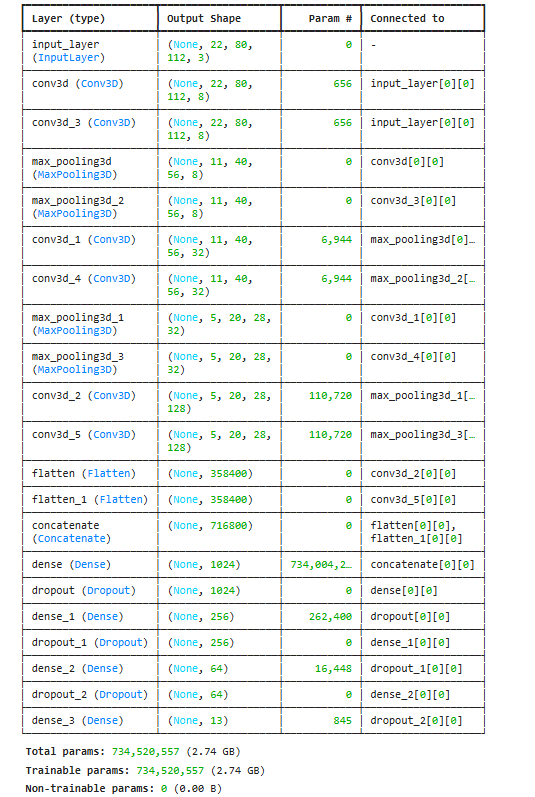 Layer (type) Output Shape Param # Connected to
input_layer (None, 22, 80, 0 -
(InputLayer) 112, 3)
conv3d (Conv3D) (None, 22, 80, 656 input_layer[0][0]
112, 8)
conv3d_3 (Conv3D) (None, 22, 80, 656 input_layer[0][0]
112, 8)
max_pooling3d (None, 11, 40, 0 conv3d[0][0]
(MaxPooling3D) 56, 8)
max_pooling3d_2 (None, 11, 40, 0 conv3d_3[0][0]
(MaxPooling3D) 56, 8)
conv3d_1 (Conv3D) (None, 11, 40, 6,944 max_pooling3d[0]…
56, 32)
conv3d_4 (Conv3D) (None, 11, 40, 6,944 max_pooling3d_2[…
56, 32)
max_pooling3d_1 (None, 5, 20, 28, 0 conv3d_1[0][0]
(MaxPooling3D) 32)
max_pooling3d_3 (None, 5, 20, 28, 0 conv3d_4[0][0]
(MaxPooling3D) 32)
conv3d_2 (Conv3D) (None, 5, 20, 28, 110,720 max_pooling3d_1[…
128)
conv3d_5 (Conv3D) (None, 5, 20, 28, 110,720 max_pooling3d_3[…
128)
flatten (Flatten) (None, 358400) 0 conv3d_2[0][0]
flatten_1 (Flatten) (None, 358400) 0 conv3d_5[0][0]
concatenate (None, 716800) 0 flatten[0][0],
(Concatenate) flatten_1[0][0]
dense (Dense) (None, 1024) 734,004,2… concatenate[0][0]
dropout (Dropout) (None, 1024) 0 dense[0][0]
dense_1 (Dense) (None, 256) 262,400 dropout[0][0]
dropout_1 (Dropout) (None, 256) 0 dense_1[0][0]
dense_2 (Dense) (None, 64) 16,448 dropout_1[0][0]
dropout_2 (Dropout) (None, 64) 0 dense_2[0][0]
dense_3 (Dense) (None, 13) 845 dropout_2[0][0]
Total params: 734,520,557 (2.74 GB)
Trainable params: 734,520,557 (2.74 GB)
Non-trainable params: 0 (0.00 B)